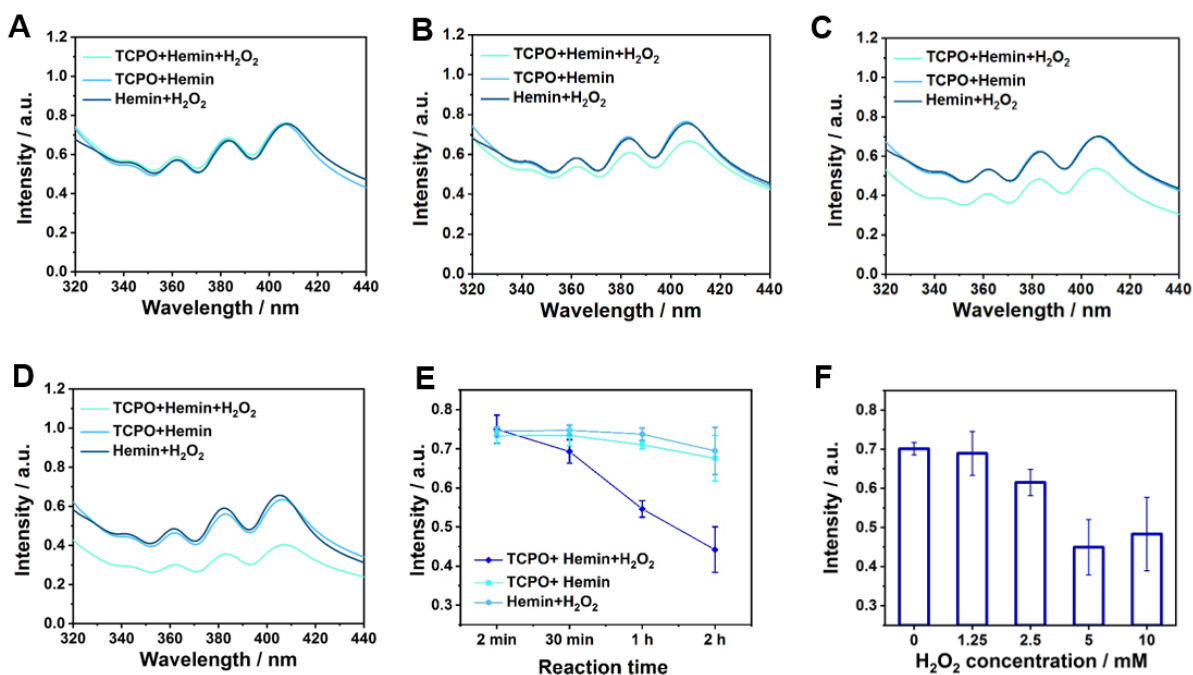 A
1.2
1.0
0.8
0.6
0.4
0.2
0.0
Intensity / a.u.
TCPO+Hemin+H₂O₂
TCPO+Hemin
Hemin+H₂O₂
320 340 360 380 400 420 440
Wavelength / nm
B
1.2
1.0
0.8
0.6
0.4
0.2
0.0
Intensity / a.u.
TCPO+Hemin+H₂O₂
TCPO+Hemin
Hemin+H₂O₂
320 340 360 380 400 420 440
Wavelength / nm
C
1.2
1.0
0.8
0.6
0.4
0.2
0.0
Intensity / a.u.
TCPO+Hemin+H₂O₂
TCPO+Hemin
Hemin+H₂O₂
320 340 360 380 400 420 440
Wavelength / nm
D
1.2
1.0
0.8
0.6
0.4
0.2
0.0
Intensity / a.u.
TCPO+Hemin+H₂O₂
TCPO+Hemin
Hemin+H₂O₂
320 340 360 380 400 420 440
Wavelength / nm
E
0.8
0.7
0.6
0.5
0.4
0.3
Intensity / a.u.
TCPO+ Hemin+H₂O₂
TCPO+ Hemin
Hemin+H₂O₂
2 min 30 min 1 h 2 h
Reaction time
F
0.8
0.7
0.6
0.5
0.4
0.3
Intensity / a.u.
0 1.25 2.5 5 10
H₂O₂ concentration / mM